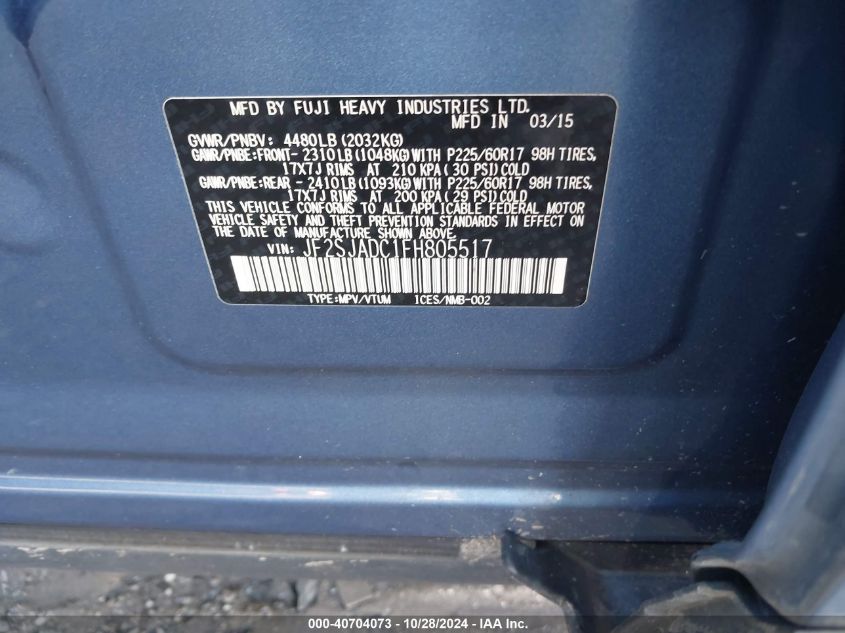 MFD BY FUJI HEAVY INDUSTRIES LTD.
MFD IN 03/15
GVWR/PNBV: 4480LB(2032KG)
GAWR/PNBE:FRONT- 2310LB(1048KG)WITH P225/60R17 98H TIRES,
17X7J RIMS AT 210 KPA(30 PSI)COLD
GAWR/PNBE:REAR - 2410LB(1093KG)WITH P225/60R17 98H TIRES,
17X7J RIMS AT 200 KPA(29 PSI)COLD
THIS VEHICLE CONFORMS TO ALL APPLICABLE FEDERAL MOTOR
VEHICLE SAFETY AND THEFT PREVENTION STANDARDS IN EFFECT
ON THE DATE OF MANUFACTURE SHOWN ABOVE.
VIN: JF2SJADC1FH805517
TYPE:MPV/VTUM ICES/NMB-002
000-40704073 - 10/28/2024 - Copyright © IAA, Inc.